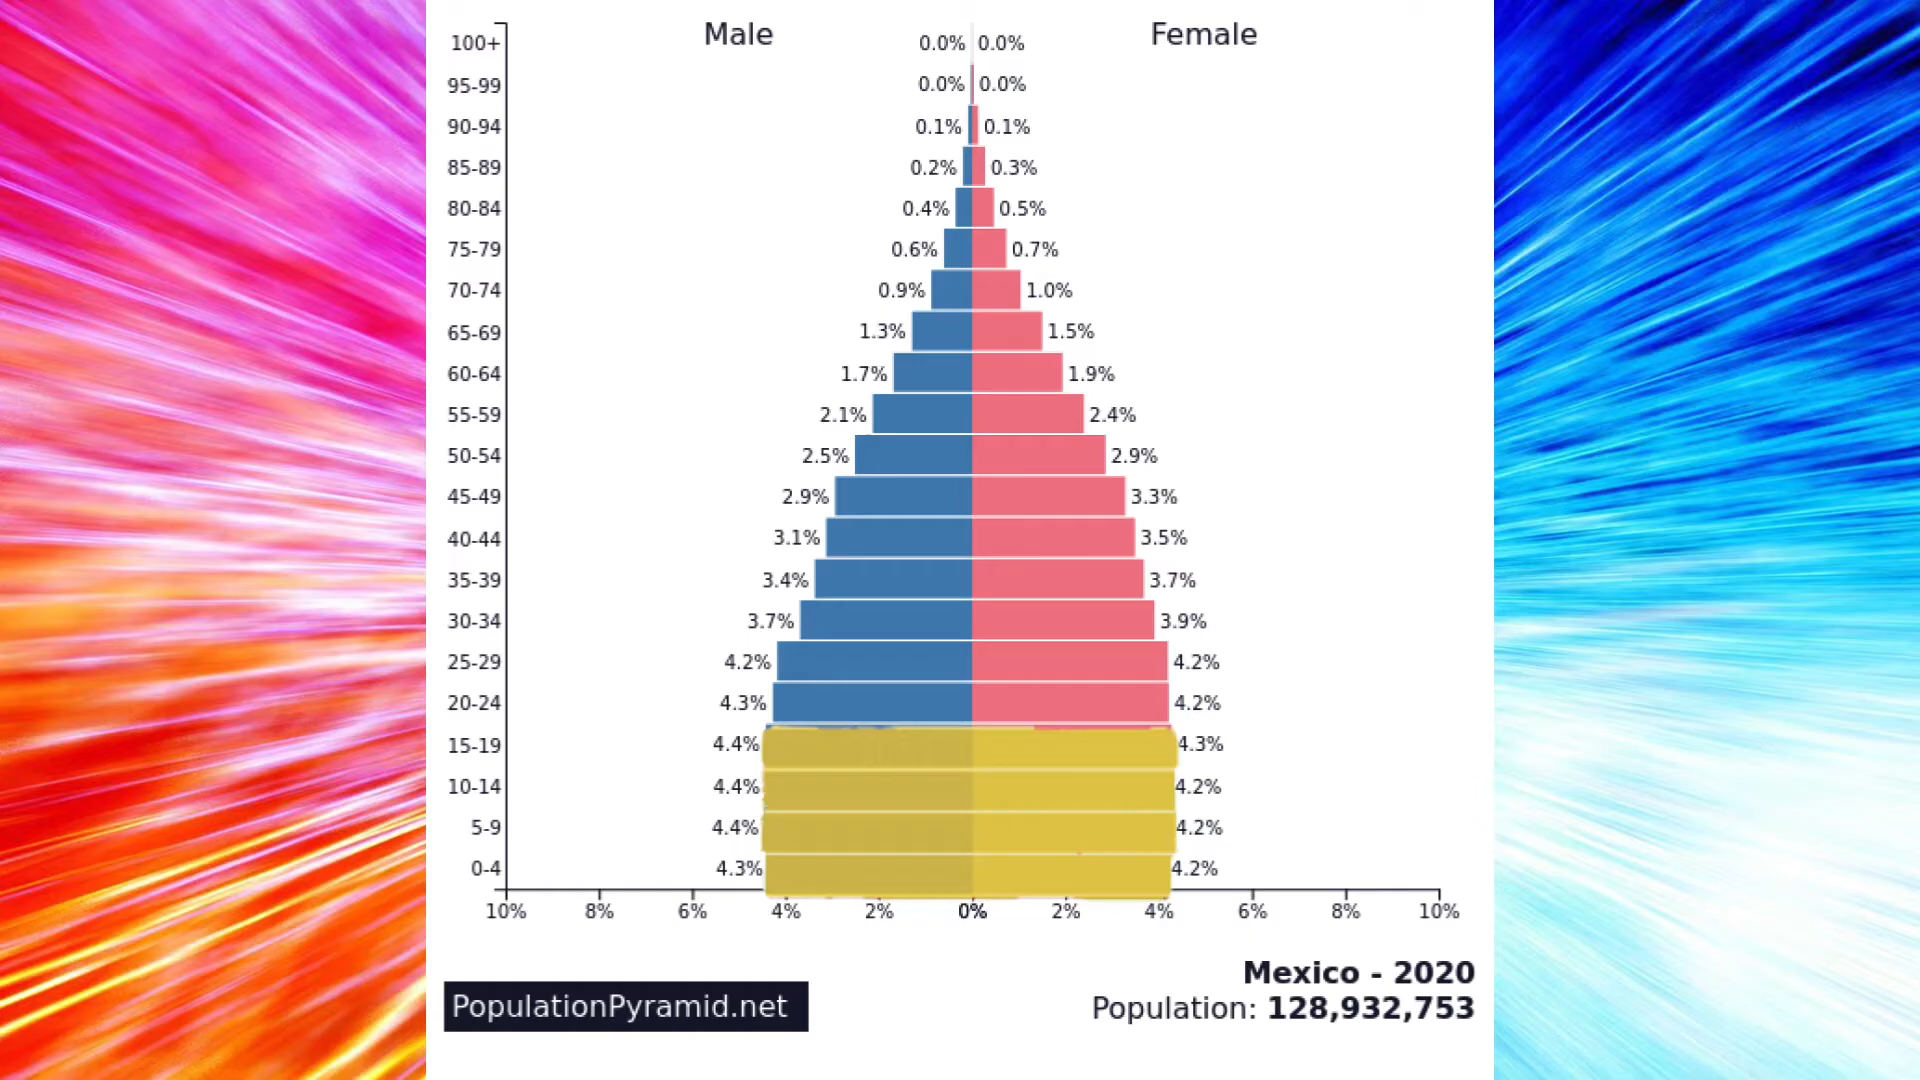 Male Female
100+ 0.0% 0.0%
95-99 0.0% 0.0%
90-94 0.1% 0.1%
85-89 0.2% 0.3%
80-84 0.4% 0.5%
75-79 0.6% 0.7%
70-74 0.9% 1.0%
65-69 1.3% 1.5%
60-64 1.7% 1.9%
55-59 2.1% 2.4%
50-54 2.5% 2.9%
45-49 2.9% 3.3%
40-44 3.1% 3.5%
35-39 3.4% 3.7%
30-34 3.7% 3.9%
25-29 4.2% 4.2%
20-24 4.3% 4.2%
15-19 4.4% 4.3%
10-14 4.4% 4.2%
5-9 4.4% 4.2%
0-4 4.3% 4.2%
10% 8% 6% 4% 2% 0% 2% 4% 6% 8% 10%
Mexico - 2020
PopulationPyramid.net Population: 128,932,753